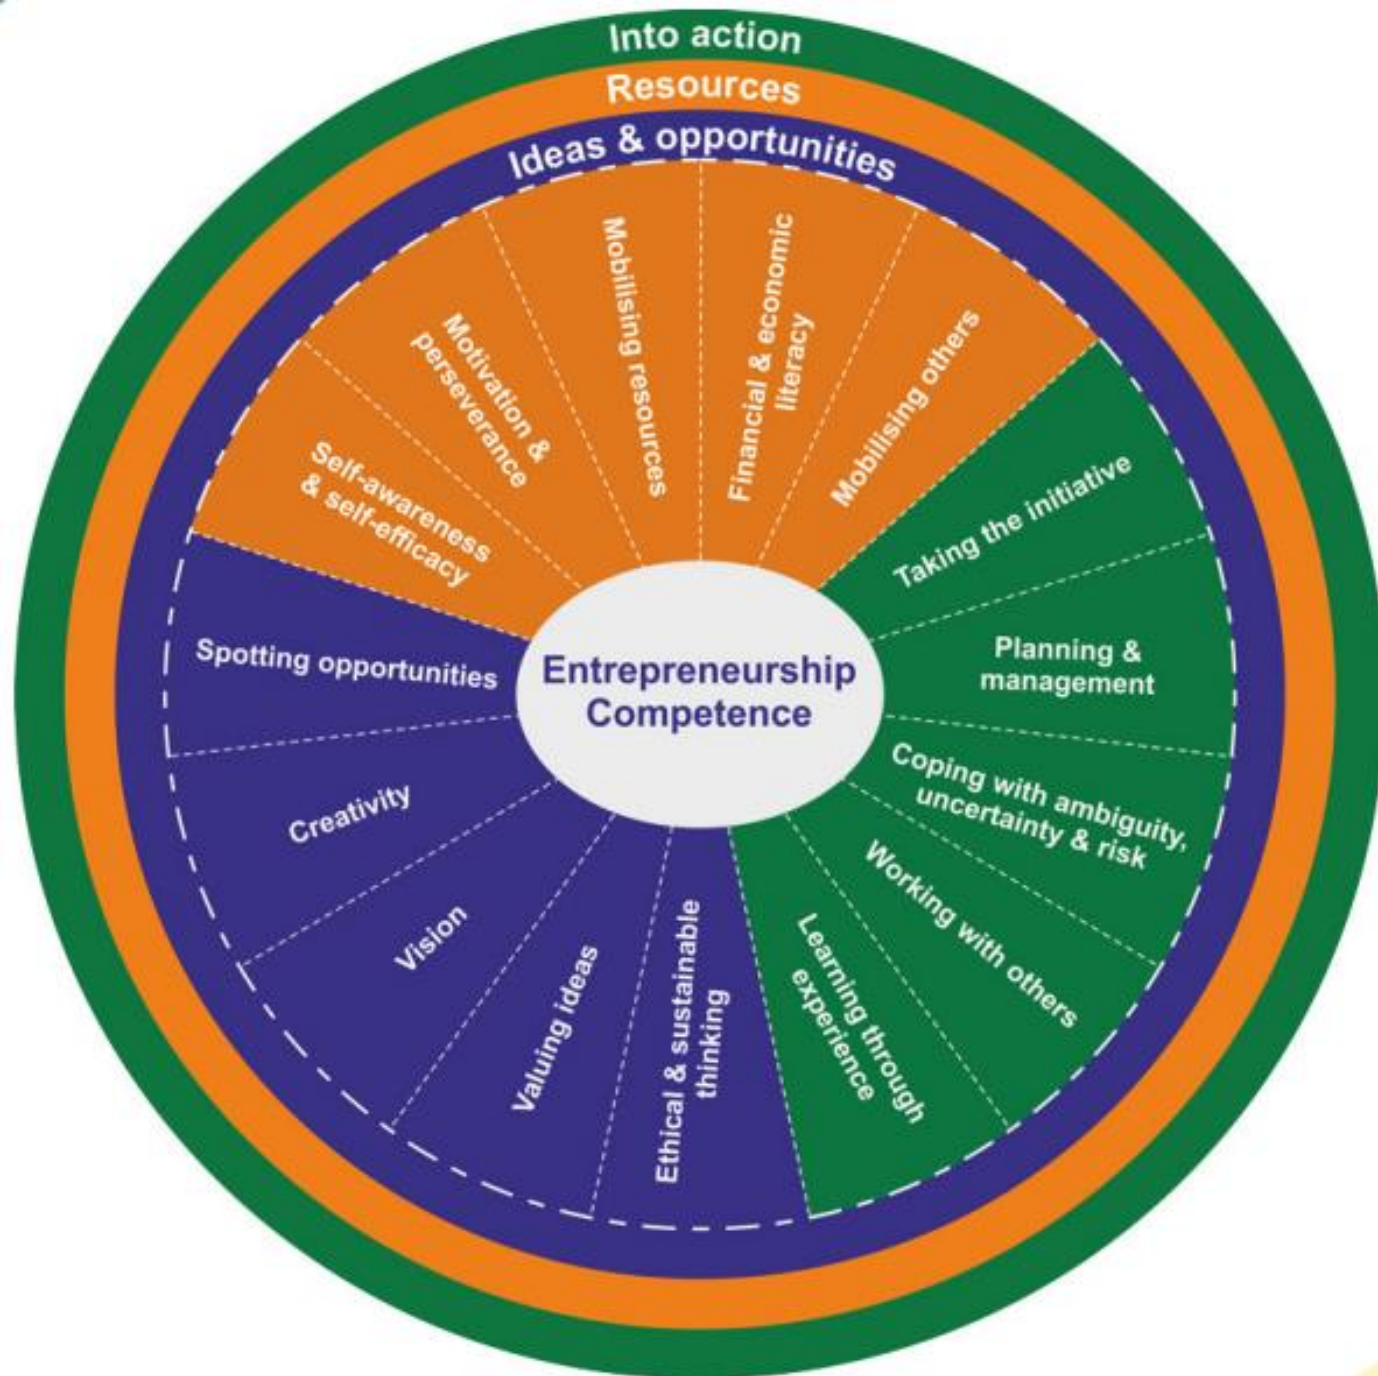 Into action
Resources
Ideas & opportunities
Mobilising resources
Financial & economic
literacy
Mobilising others
Motivation &
perseverance
Self-awareness
& self-efficacy
Taking the initiative
Planning &
management
Coping with ambiguity,
uncertainty & risk
Working with others
Learning through
experience
Ethical & sustainable
thinking
Valuing ideas
Vision
Creativity
Spotting opportunities
Entrepreneurship
Competence